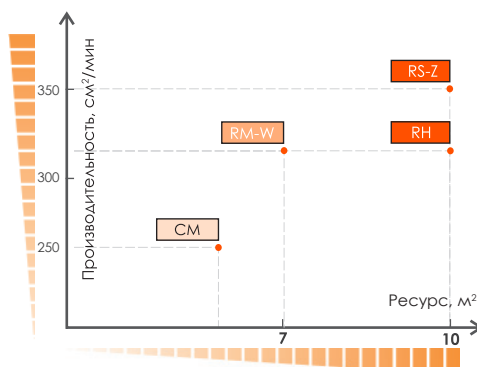 Производительность, см²/мин
350
300
250
RS-Z
RM-W
RH
CM
Ресурс, м²
7
10